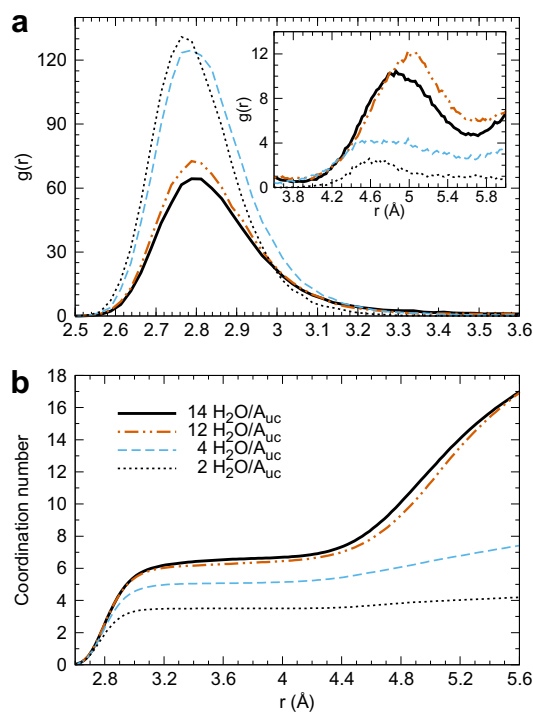 a
120
90
60
30
0
g(r)
2.5 2.6 2.7 2.8 2.9 3 3.1 3.2 3.3 3.4 3.5 3.6
12
8
4
0
g(r)
3.8 4.2 4.6 5 5.4 5.8
r (Å)
b
18
16
14
12
10
8
6
4
2
0
Coordination number
14 H₂O/A_uc
12 H₂O/A_uc
4 H₂O/A_uc
2 H₂O/A_uc
2.8 3.2 3.6 4 4.4 4.8 5.2 5.6
r (Å)